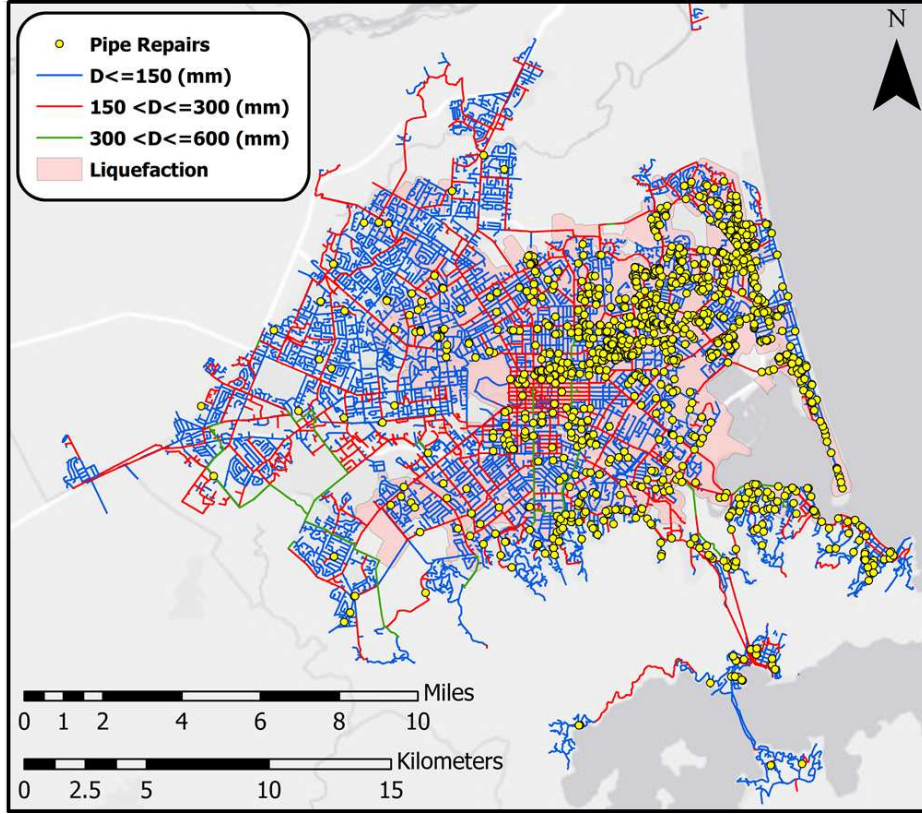 Pipe Repairs
D<=150 (mm)
150 <D<=300 (mm)
300 <D<=600 (mm)
Liquefaction
N
Miles
0 1 2 4 6 8 10
Kilometers
0 2.5 5 10 15